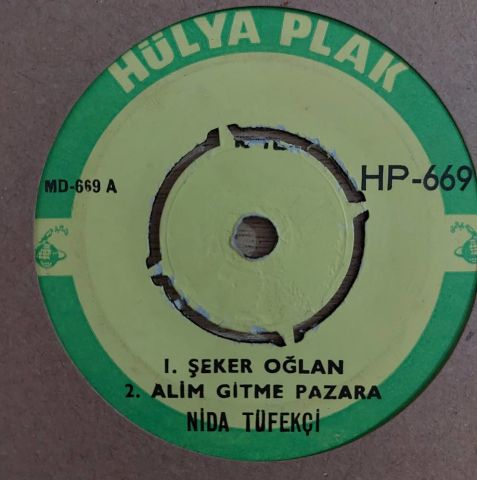 HÜLYA PLAK
MD-669 A
HP-669
1. ŞEKER OĞLAN
2. ALİM GİTME PAZARA
NİDA TÜFEKÇİ